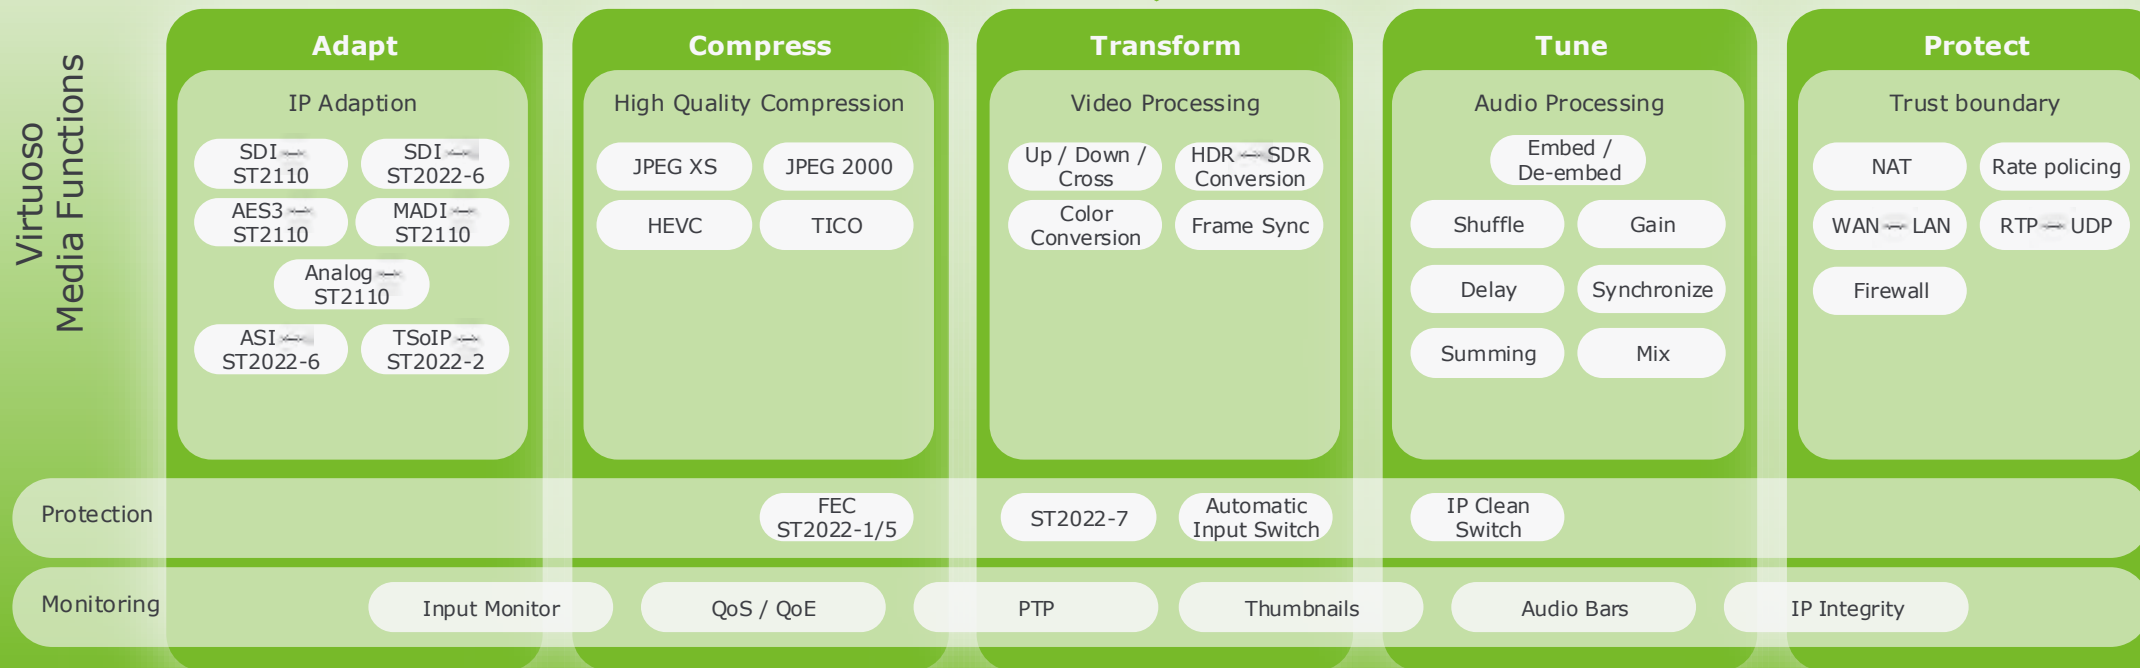 Virtuoso
Media Functions
Adapt
IP Adaption
SDI ↔
ST2110
SDI ↔
ST2022-6
AES3 ↔
ST2110
MADI ↔
ST2110
Analog ↔
ST2110
ASI ↔
ST2022-6
TSoIP ↔
ST2022-2
Compress
High Quality Compression
JPEG XS
JPEG 2000
HEVC
TICO
Transform
Video Processing
Up / Down /
Cross
HDR ↔ SDR
Conversion
Color
Conversion
Frame Sync
Tune
Audio Processing
Embed /
De-embed
Shuffle
Gain
Delay
Synchronize
Summing
Mix
Protect
Trust boundary
NAT
Rate policing
WAN ↔ LAN
RTP ↔ UDP
Firewall
Protection
FEC
ST2022-1/5
ST2022-7
Automatic
Input Switch
IP Clean
Switch
Monitoring
Input Monitor
QoS / QoE
PTP
Thumbnails
Audio Bars
IP Integrity